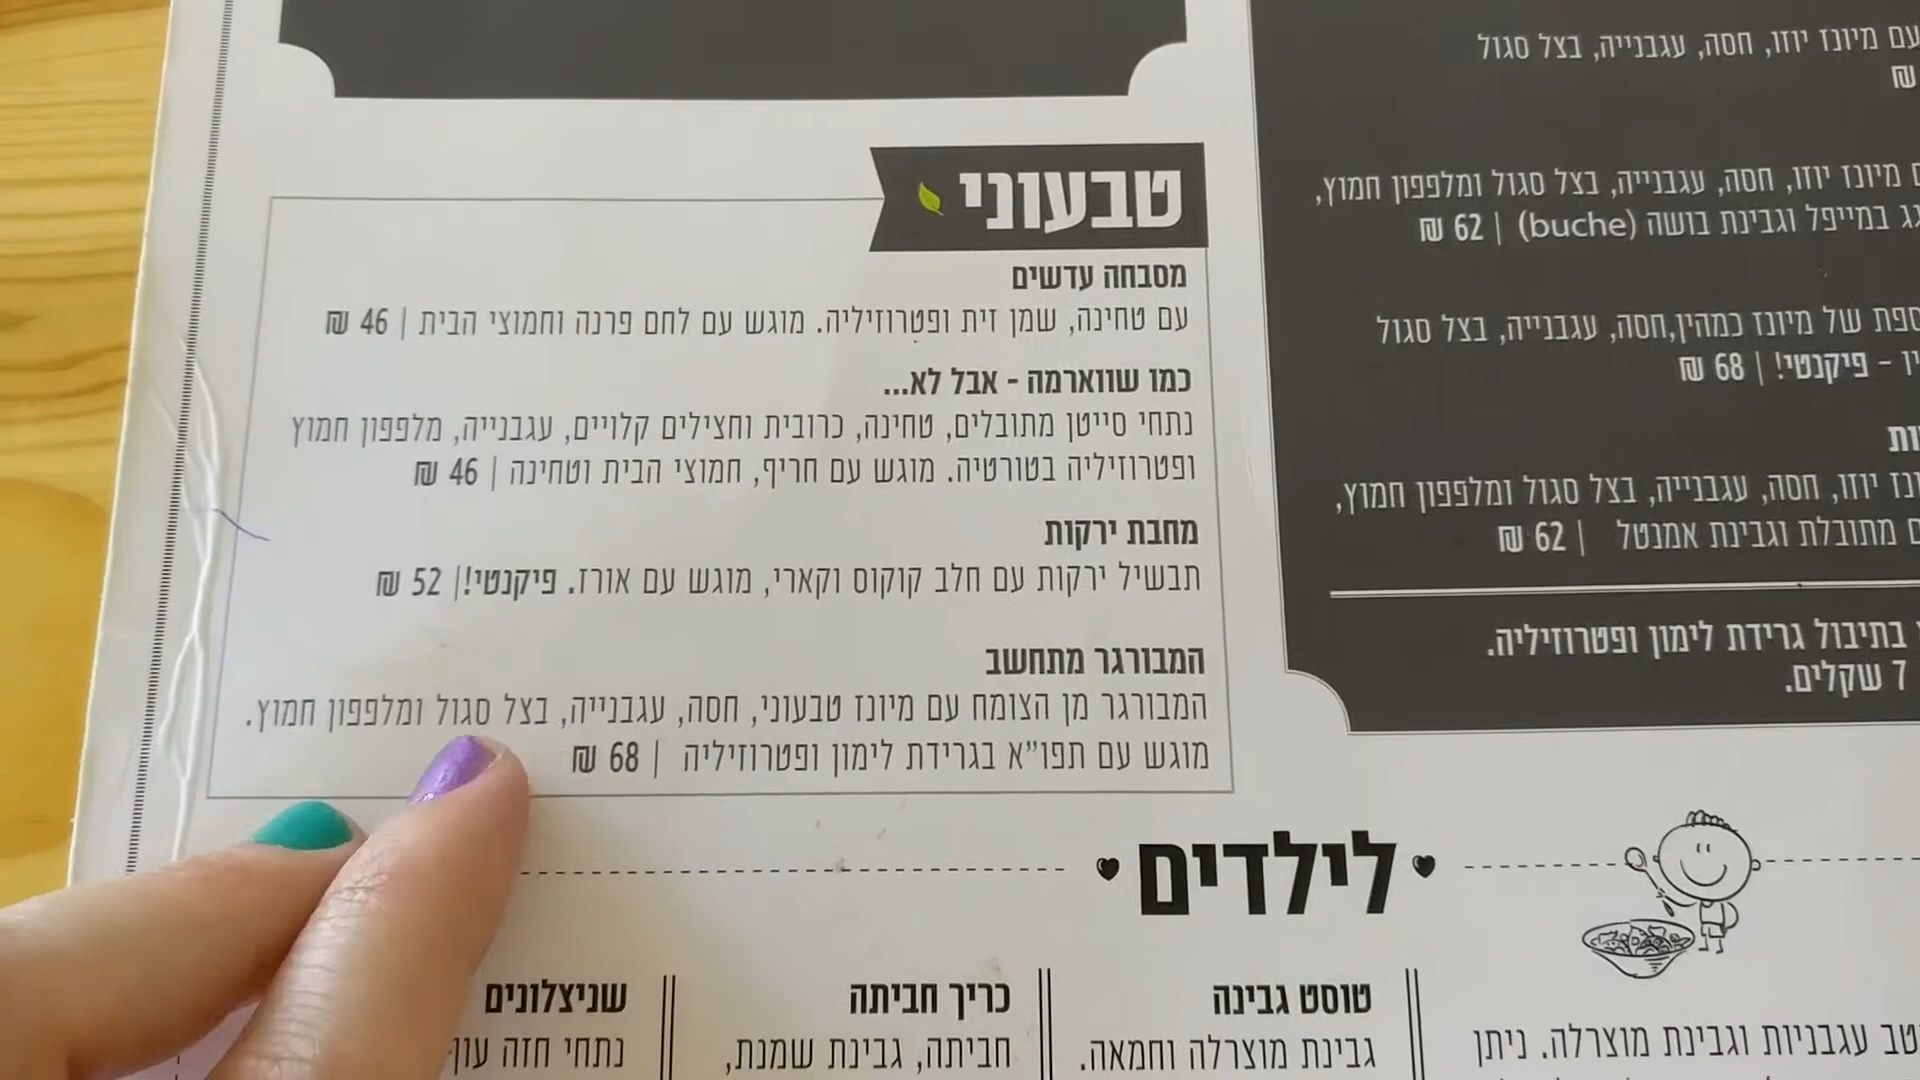 עם מיונז יוזו, חסה, עגבנייה, בצל סגול
₪
מיונז יוזו, חסה, עגבנייה, בצל סגול ומלפפון חמוץ,
במייפל וגבינת בושה (buche) | 62 ₪
של מיונז כמהין,חסה, עגבנייה, בצל סגול
– פיקנטי! | 68 ₪
יוזו, חסה, עגבנייה, בצל סגול ומלפפון חמוץ,
מתובלת וגבינת אמנטל | 62 ₪
בתיבול גרידת לימון ופטרוזיליה.
7 שקלים.
טבעוני
מסבחה עדשים
עם טחינה, שמן זית ופטרוזיליה. מוגש עם לחם פרנה וחמוצי הבית | 46 ₪
כמו שווארמה - אבל לא...
נתחי סייטן מתובלים, טחינה, כרובית וחצילים קלויים, עגבנייה, מלפפון חמוץ
ופטרוזיליה בטורטיה. מוגש עם חריף, חמוצי הבית וטחינה | 46 ₪
מחבת ירקות
תבשיל ירקות עם חלב קוקוס וקארי, מוגש עם אורז. פיקנטי!| 52 ₪
המבורגר מתחשב
המבורגר מן הצומח עם מיונז טבעוני, חסה, עגבנייה, בצל סגול ומלפפון חמוץ.
מוגש עם תפו"א בגרידת לימון ופטרוזיליה | 68 ₪
לילדים
עגבניות וגבינת מוצרלה. ניתן
טוסט גבינה
גבינת מוצרלה וחמאה.
כריך חביתה
חביתה, גבינת שמנת,
שניצלונים
נתחי חזה עוף